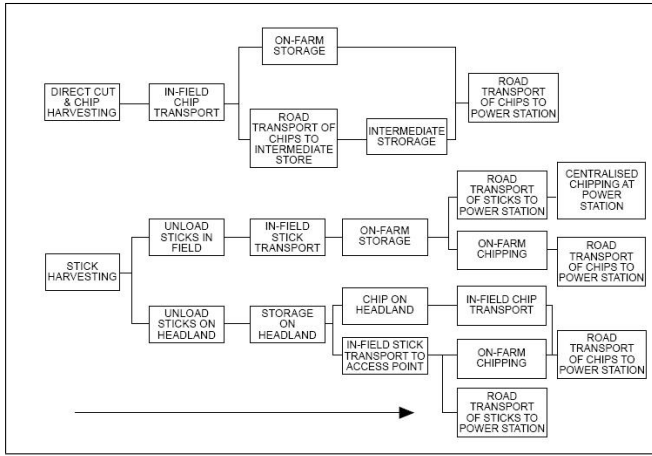 ON-FARM
STORAGE
DIRECT CUT
& CHIP
HARVESTING
IN-FIELD
CHIP
TRANSPORT
ROAD
TRANSPORT OF
CHIPS TO
INTERMEDIATE
STORE
INTERMEDIATE
STRORAGE
ROAD
TRANSPORT
OF CHIPS TO
POWER STATION
STICK
HARVESTING
UNLOAD
STICKS IN
FIELD
IN-FIELD
STICK
TRANSPORT
ON-FARM
STORAGE
ROAD
TRANSPORT
OF STICKS TO
POWER STATION
CENTRALISED
CHIPPING AT
POWER
STATION
ON-FARM
CHIPPING
ROAD
TRANSPORT
OF CHIPS TO
POWER STATION
UNLOAD
STICKS ON
HEADLAND
STORAGE
ON
HEADLAND
CHIP ON
HEADLAND
IN-FIELD CHIP
TRANSPORT
IN-FIELD STICK
TRANSPORT TO
ACCESS POINT
ON-FARM
CHIPPING
ROAD
TRANSPORT
OF CHIPS TO
POWER STATION
ROAD
TRANSPORT
OF STICKS TO
POWER STATION